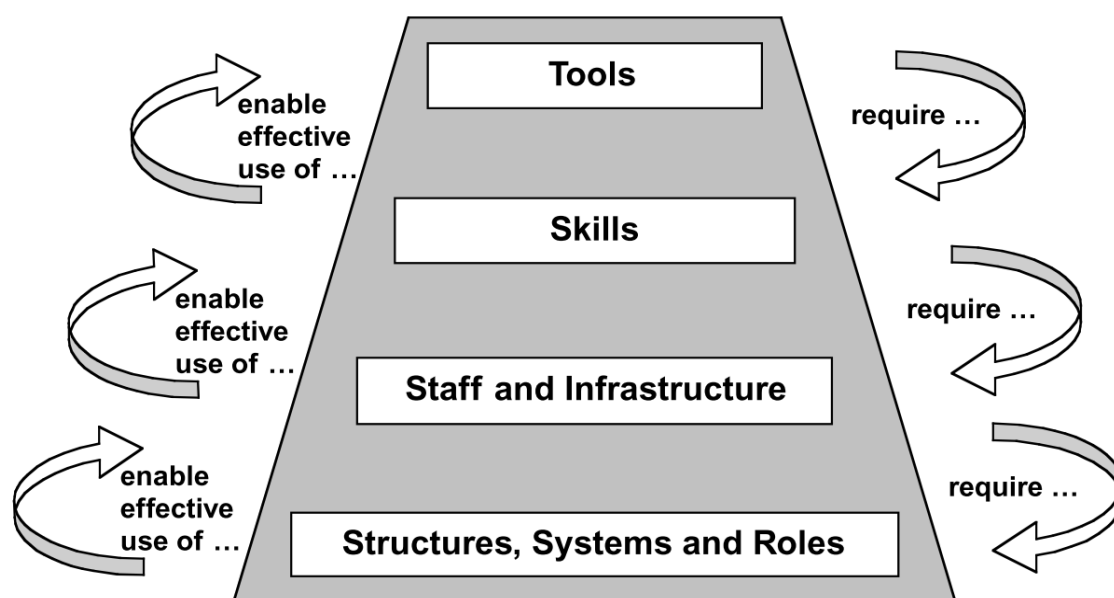 Tools
enable
effective
use of …
require …
Skills
enable
effective
use of …
require …
Staff and Infrastructure
enable
effective
use of …
require …
Structures, Systems and Roles